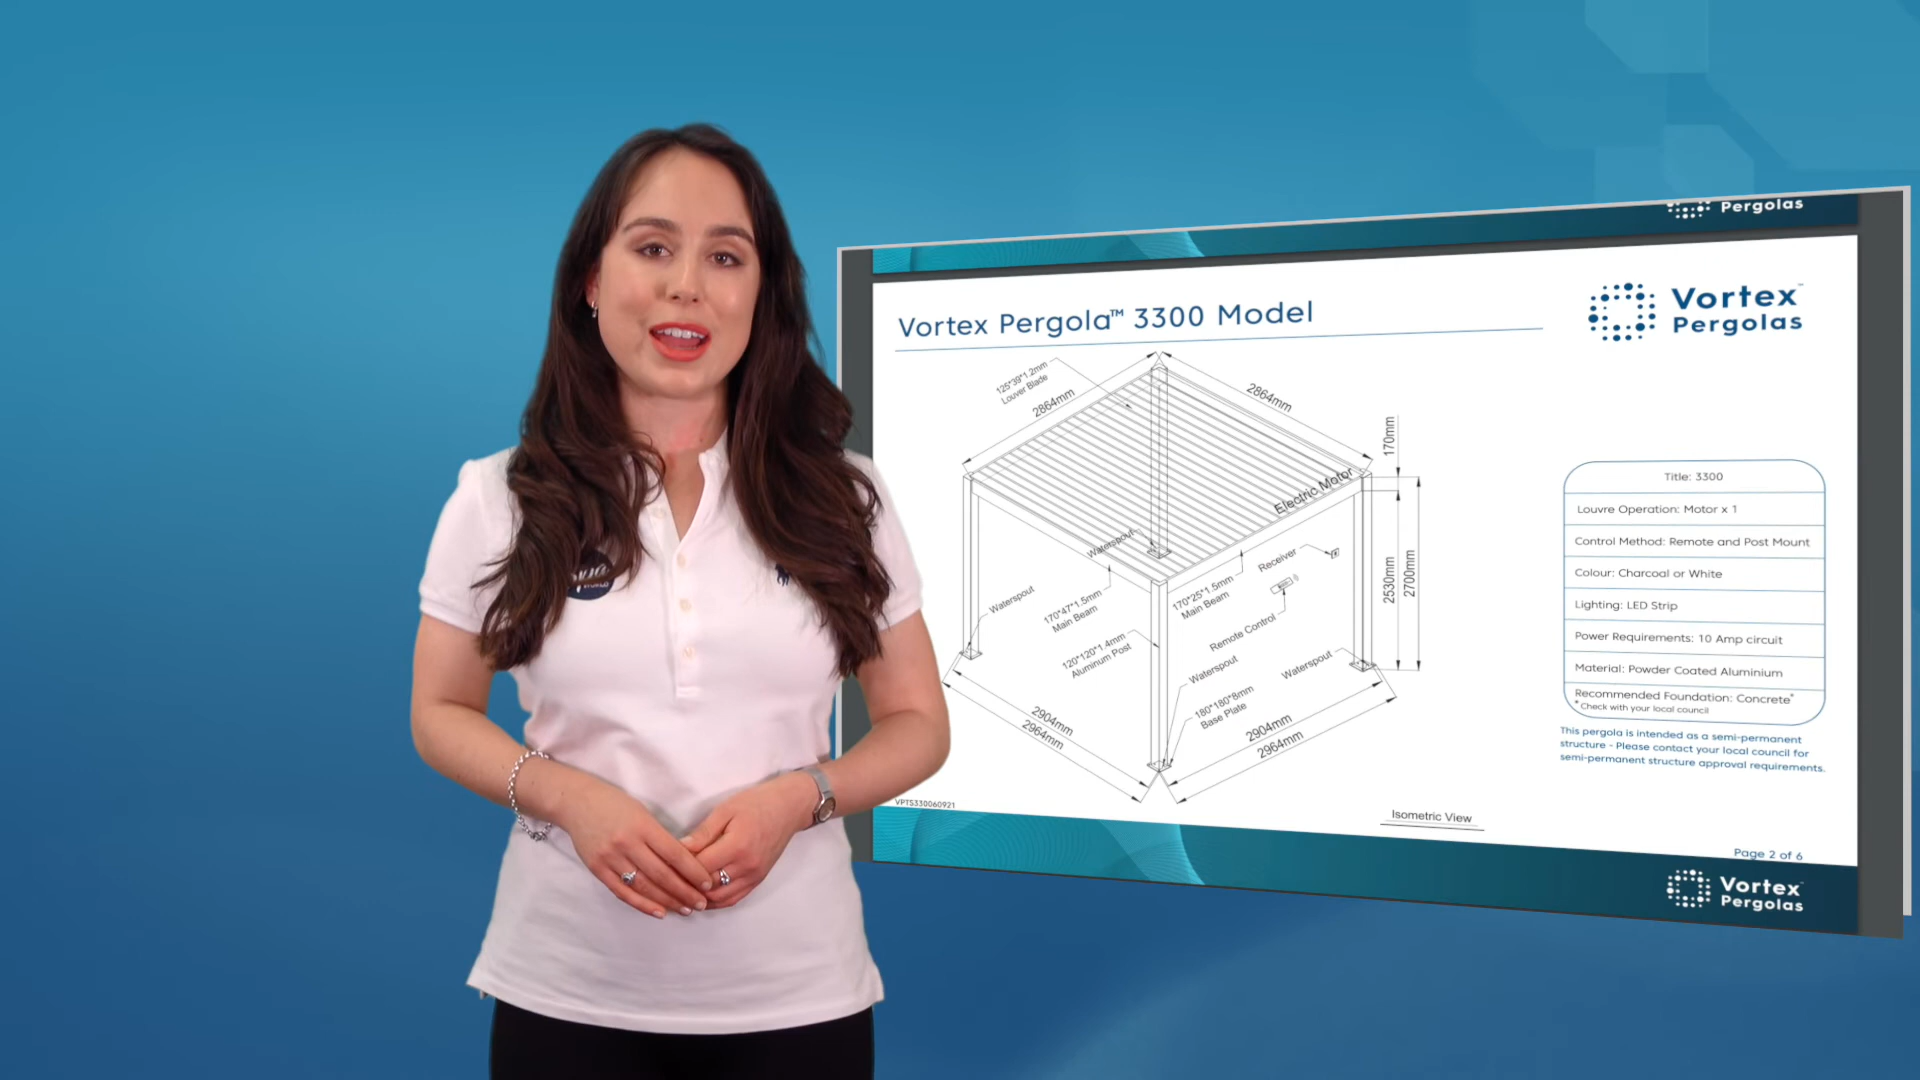 Pergolas
Vortex Pergola™ 3300 Model
Vortex™
Pergolas
125*39*1.2mm
Louver Blade
2864mm
2864mm
170mm
Electric Motor
Waterspout
Receiver
2530mm
2700mm
Waterspout
170*47*1.5mm
Main Beam
170*25*1.5mm
Main Beam
Remote Control
120*120*1.4mm
Aluminum Post
Waterspout
Waterspout
180*180*8mm
Base Plate
2904mm
2964mm
2904mm
2964mm
Title: 3300
Louvre Operation: Motor x 1
Control Method: Remote and Post Mount
Colour: Charcoal or White
Lighting: LED Strip
Power Requirements: 10 Amp circuit
Material: Powder Coated Aluminium
Recommended Foundation: Concrete*
*Check with your local council
This pergola is intended as a semi-permanent
structure - Please contact your local council for
semi-permanent structure approval requirements.
VPTS330060921
Isometric View
Page 2 of 6
Vortex™
Pergolas
WORLD